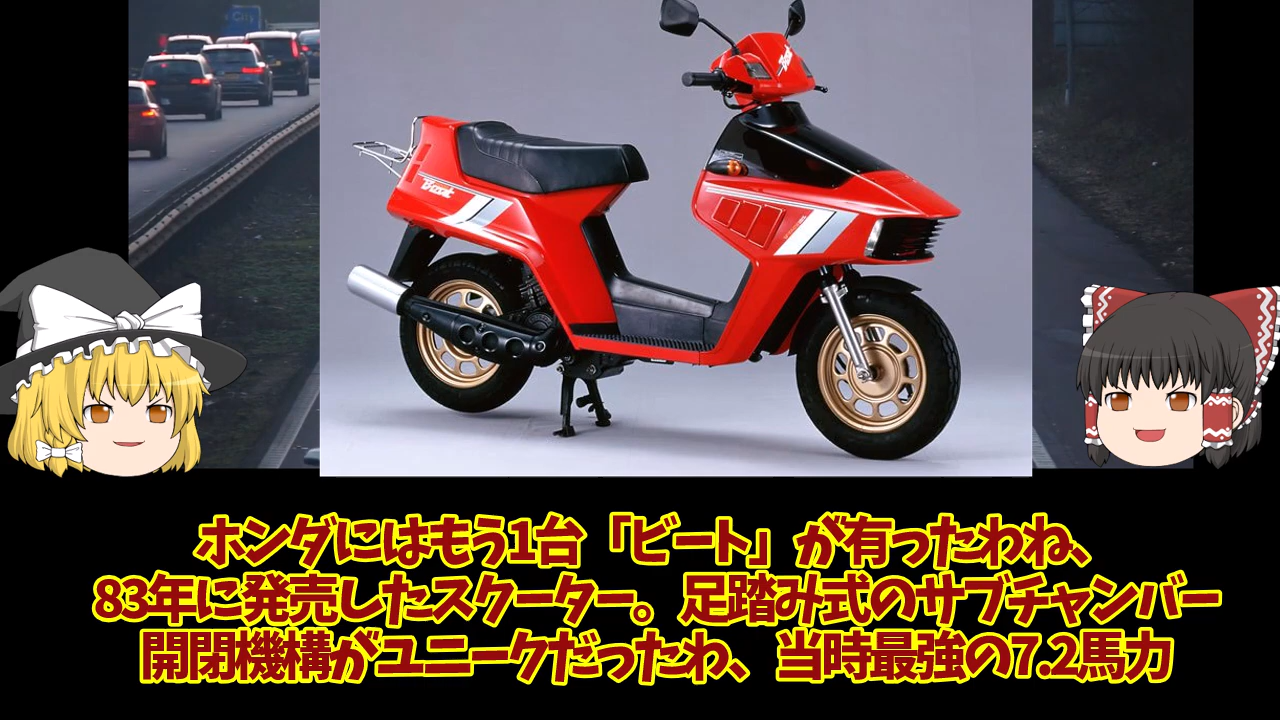 City
Beat
Beat
ホンダにはもう1台「ビート」が有ったわね、
83年に発売したスクーター。足踏み式のサブチャンバー
開閉機構がユニークだったわ、当時最強の7.2馬力